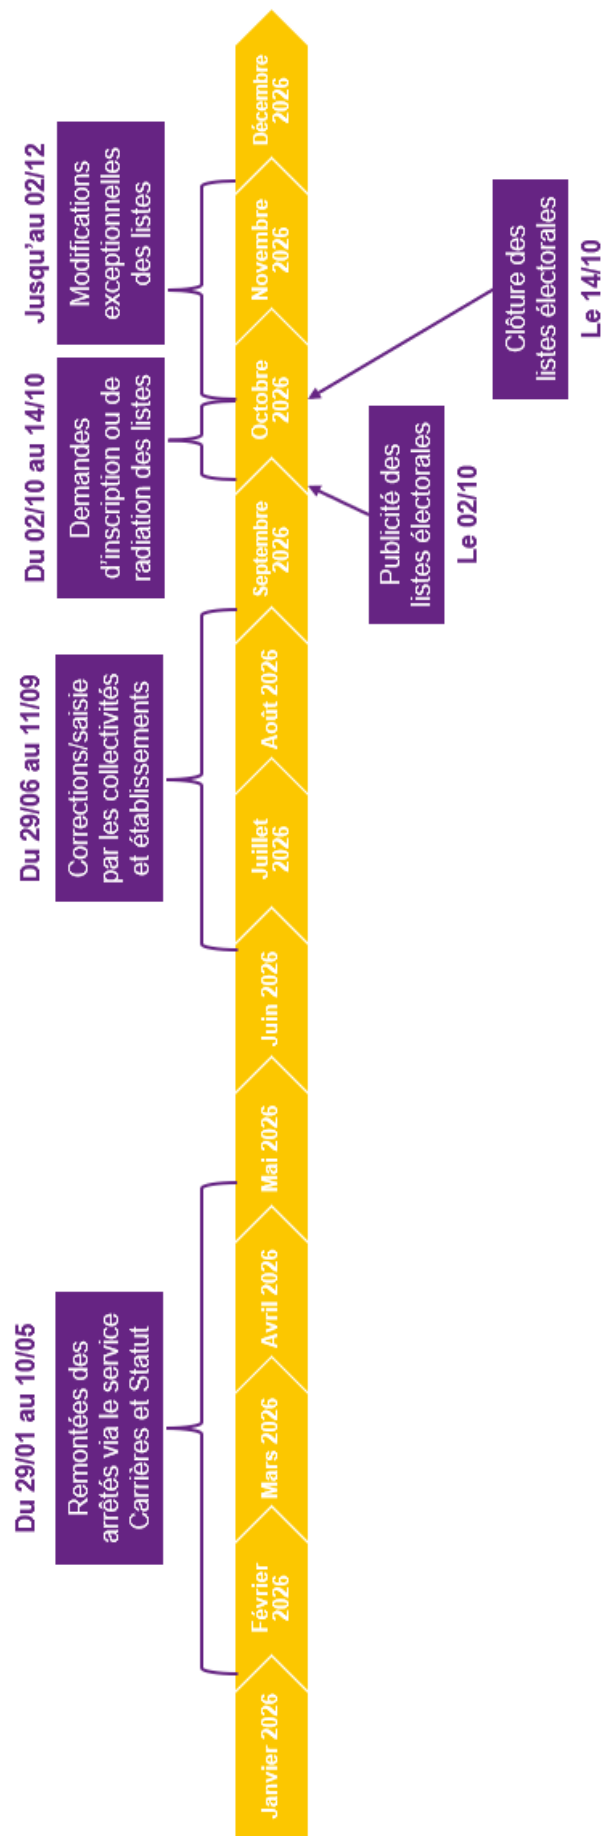 Du 29/01 au 10/05
Remontées des
arrêtés via le service
Carrières et Statut
Du 29/06 au 11/09
Corrections/saisie
par les collectivités
et établissements
Du 02/10 au 14/10
Demandes
d'inscription ou de
radiation des listes
Jusqu'au 02/12
Modifications
exceptionnelles
des listes
Janvier 2026
Février
2026
Mars 2026
Avril 2026
Mai 2026
Juin 2026
Juillet
2026
Août 2026
Septembre
2026
Octobre
2026
Novembre
2026
Décembre
2026
Publicité des
listes électorales
Le 02/10
Clôture des
listes électorales
Le 14/10